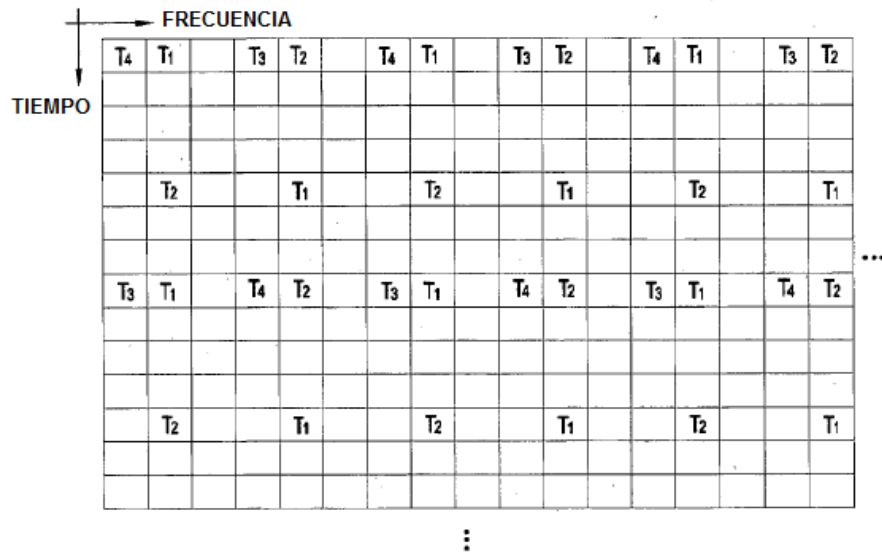 FRECUENCIA
TIEMPO
T4 T1 T3 T2 T4 T1 T3 T2 T4 T1 T3 T2
T2 T1 T2 T1 T2 T1
...
T3 T1 T4 T2 T3 T1 T4 T2 T3 T1 T4 T2
T2 T1 T2 T1 T2 T1
⋮